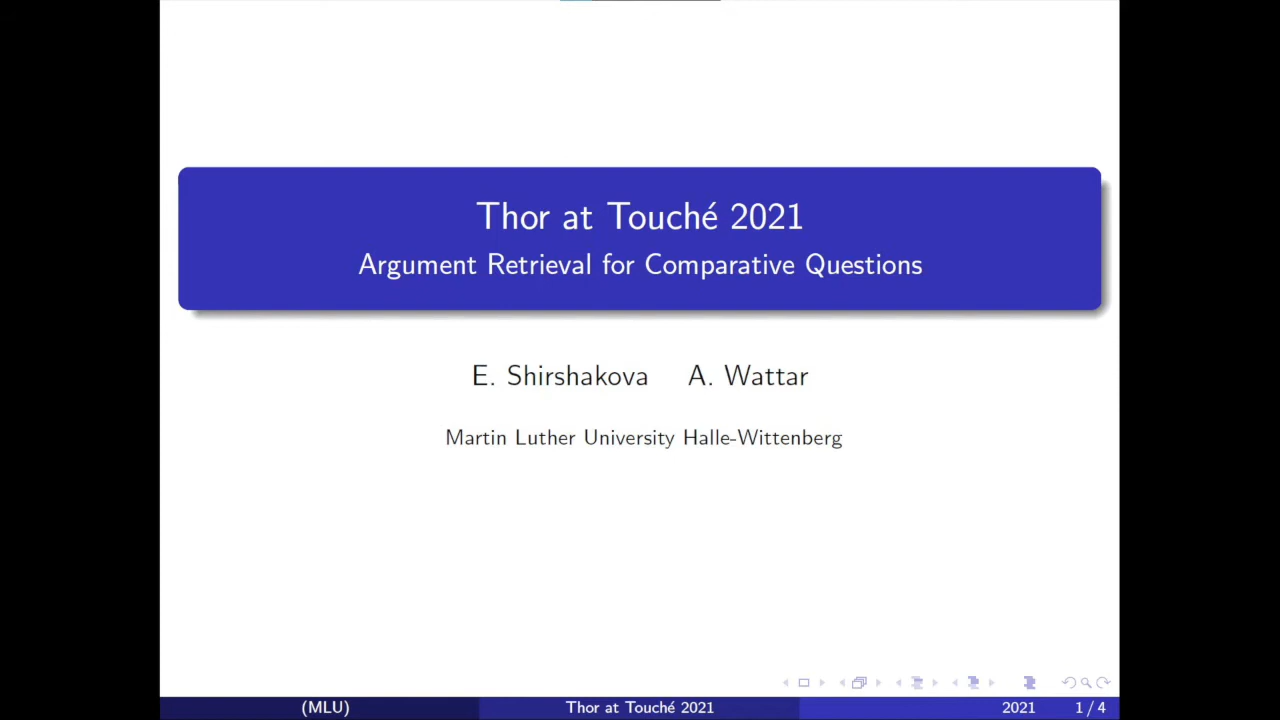 Thor at Touché 2021
Argument Retrieval for Comparative Questions
E. Shirshakova A. Wattar
Martin Luther University Halle-Wittenberg
(MLU) Thor at Touché 2021 2021 1 / 4